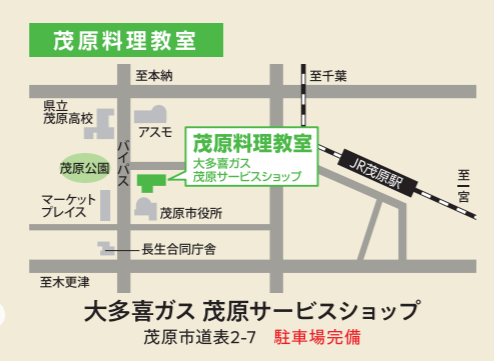 茂原料理教室
至本納
至千葉
県立
茂原高校
アスモ
バイパス
茂原料理教室
大多喜ガス
茂原サービスショップ
茂原公園
JR茂原駅
至一宮
マーケット
プレイス
茂原市役所
長生合同庁舎
至木更津
大多喜ガス 茂原サービスショップ
茂原市道表2-7 駐車場完備